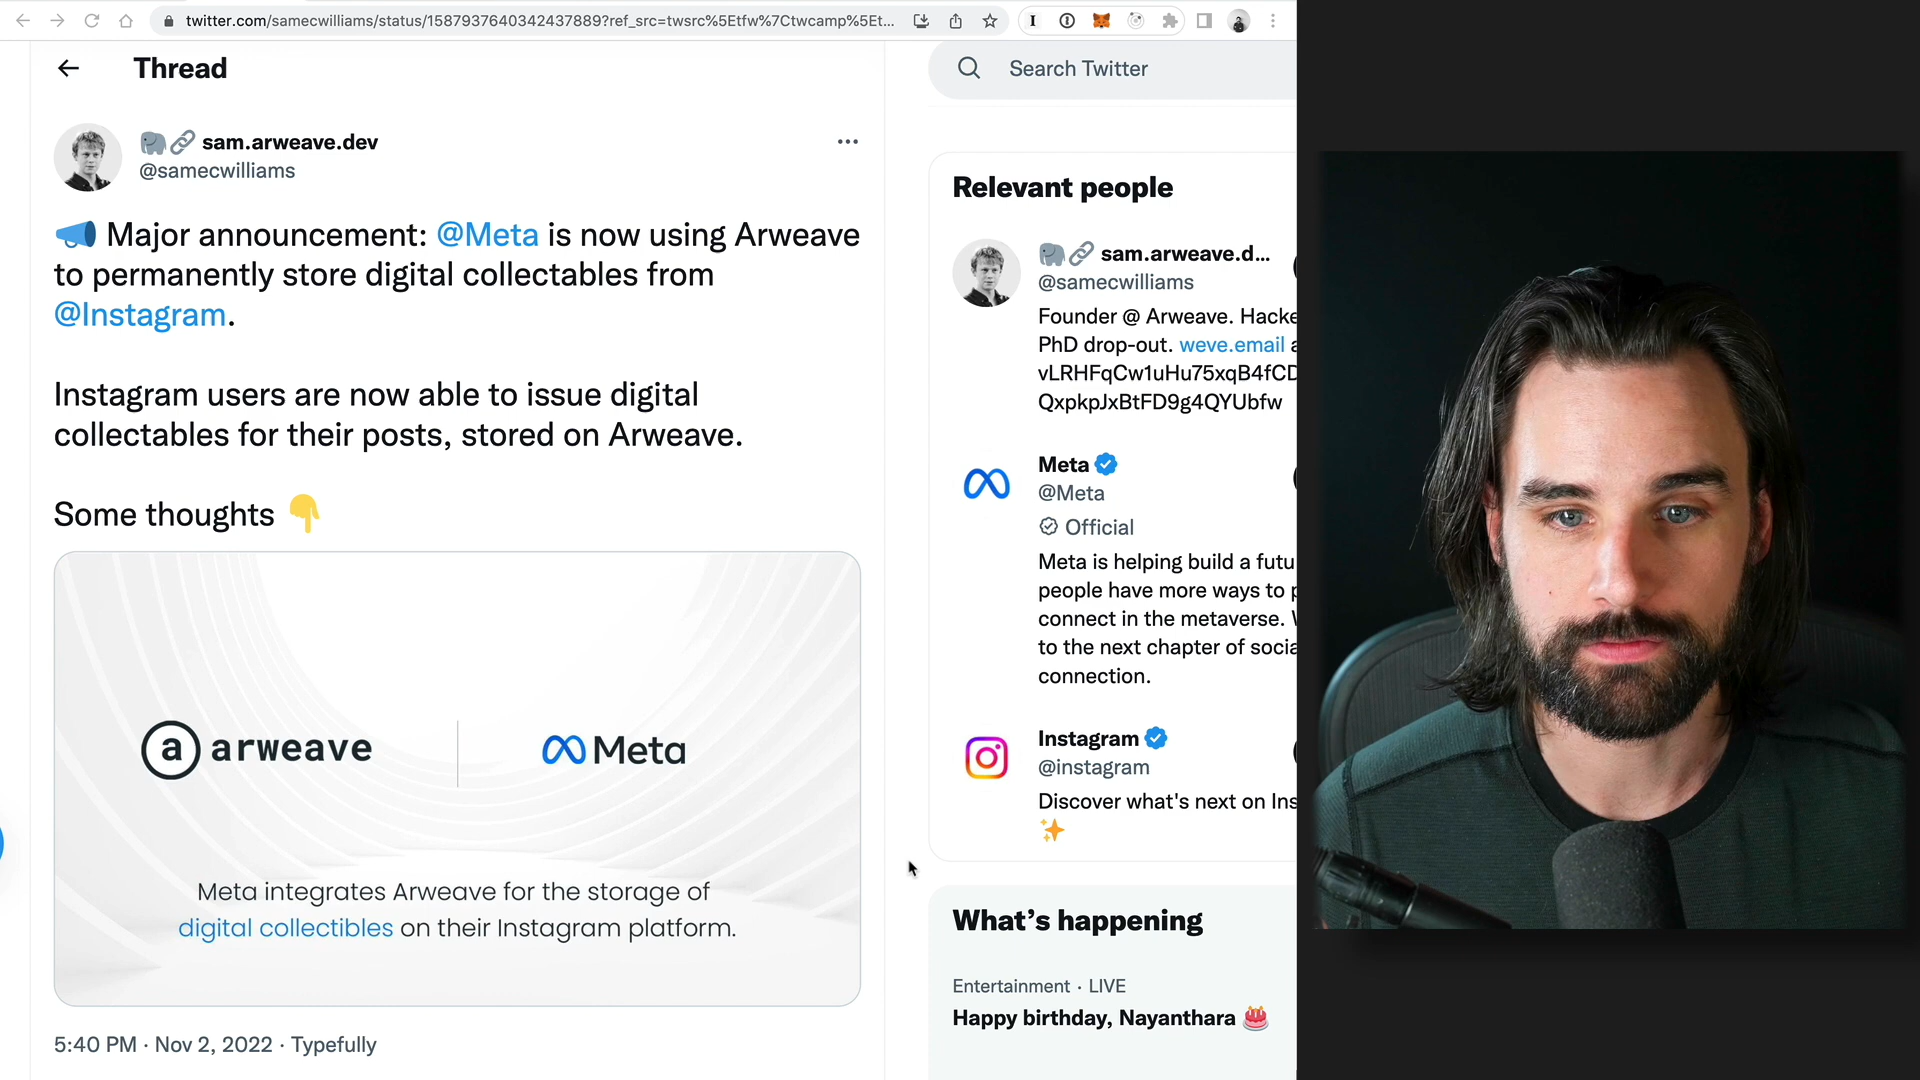 twitter.com/samecwilliams/status/1587937640342437889?ref_src=twsrc%5Etfw%7Ctwcamp%5Et...
Thread
sam.arweave.dev
@samecwilliams
Major announcement: @Meta is now using Arweave
to permanently store digital collectables from
@Instagram.
Instagram users are now able to issue digital
collectables for their posts, stored on Arweave.
Some thoughts
a arweave
Meta
Meta integrates Arweave for the storage of
digital collectibles on their Instagram platform.
5:40 PM · Nov 2, 2022 · Typefully
Search Twitter
Relevant people
sam.arweave.d...
@samecwilliams
Founder @ Arweave. Hacke
PhD drop-out. weve.email a
vLRHFqCw1uHu75xqB4fCD
QxpkpJxBtFD9g4QYUbfw
Meta
@Meta
Official
Meta is helping build a futu
people have more ways to p
connect in the metaverse. W
to the next chapter of socia
connection.
Instagram
@instagram
Discover what's next on Ins
What's happening
Entertainment · LIVE
Happy birthday, Nayanthara